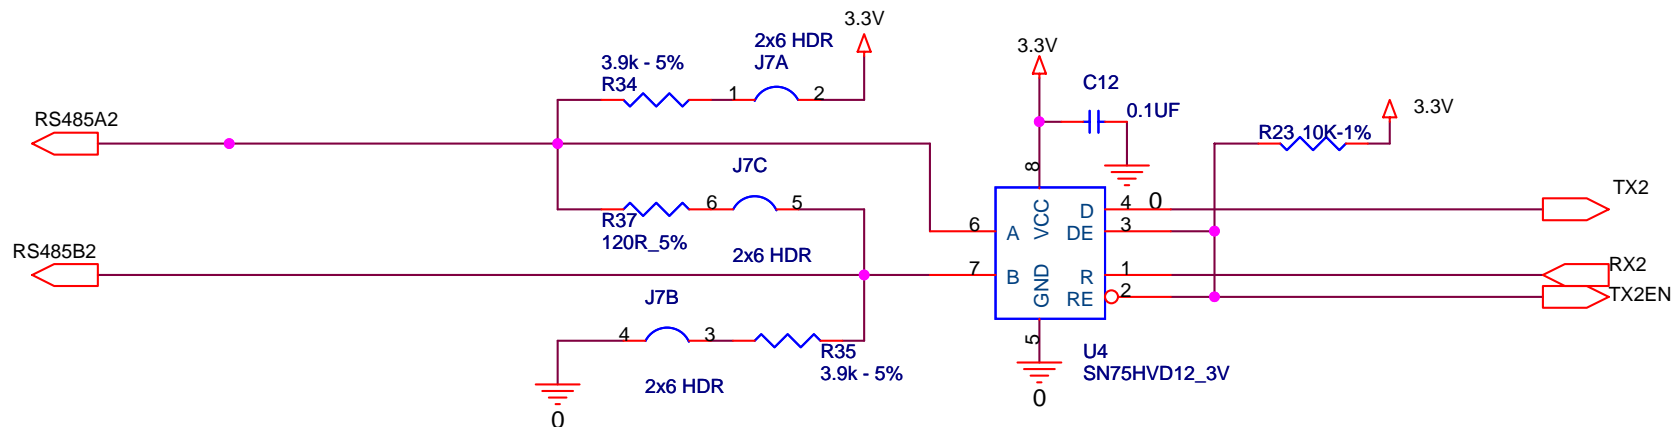 3.3V
2x6 HDR
3.3V
3.9k - 5%
J7A
R34
1
2
C12
0.1UF
3.3V
RS485A2
R23 10K-1%
J7C
8
TX2
6
5
R37
120R_5%
VCC
D
4
0
6
A
DE
3
RS485B2
2x6 HDR
7
B
GND
R
1
RX2
J7B
RE
2
TX2EN
4
3
5
R35
3.9k - 5%
U4
SN75HVD12_3V
2x6 HDR
0
0